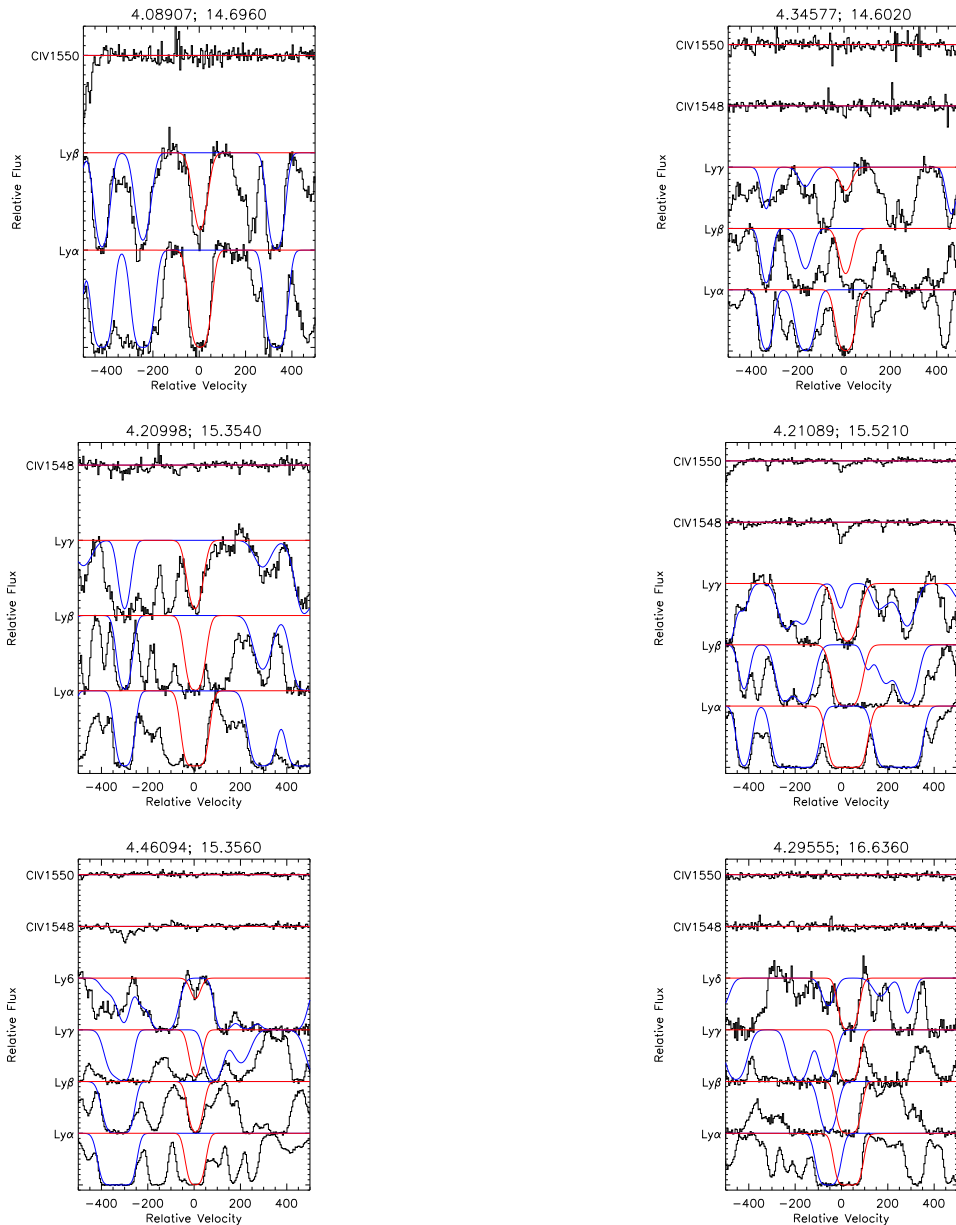 4.08907; 14.6960
CIV1550
Lyβ
Lyα
Relative Flux
−400 −200 0 200 400
Relative Velocity
4.34577; 14.6020
CIV1550
CIV1548
Lyγ
Lyβ
Lyα
Relative Flux
−400 −200 0 200 400
Relative Velocity
4.20998; 15.3540
CIV1548
Lyγ
Lyβ
Lyα
Relative Flux
−400 −200 0 200 400
Relative Velocity
4.21089; 15.5210
CIV1550
CIV1548
Lyγ
Lyβ
Lyα
Relative Flux
−400 −200 0 200 400
Relative Velocity
4.46094; 15.3560
CIV1550
CIV1548
Ly6
Lyγ
Lyβ
Lyα
Relative Flux
−400 −200 0 200 400
Relative Velocity
4.29555; 16.6360
CIV1550
CIV1548
Lyδ
Lyγ
Lyβ
Lyα
Relative Flux
−400 −200 0 200 400
Relative Velocity